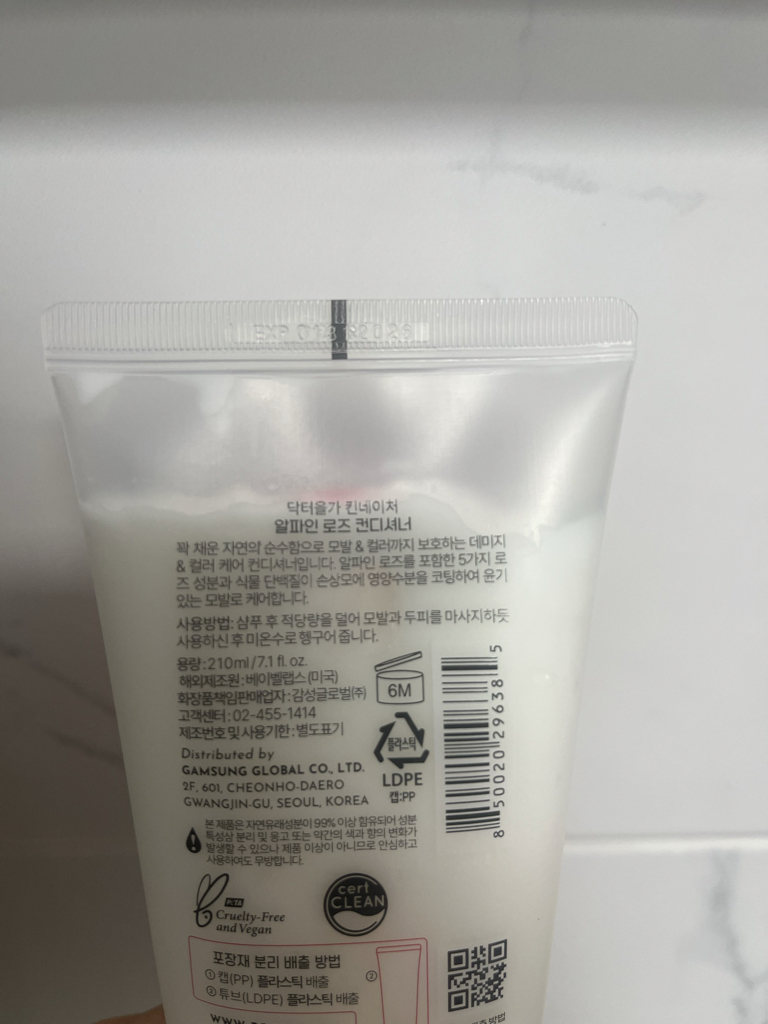 EXP
닥터올가 킨네이처
알파인 로즈 컨디셔너
꽉 채운 자연의 순수함으로 모발 & 컬러까지 보호하는 데미지
& 컬러 케어 컨디셔너입니다. 알파인 로즈를 포함한 5가지 로
즈 성분과 식물 단백질이 손상모에 영양수분을 코팅하여 윤기
있는 모발로 케어합니다.
사용방법: 샴푸 후 적당량을 덜어 모발과 두피를 마사지하듯
사용하신 후 미온수로 헹구어 줍니다.
용량:210ml/7.1 fl. oz.
해외제조원:베이벨랩스(미국)
화장품책임판매업자:감성글로벌(주)
고객센터:02-455-1414
제조번호 및 사용기한:별도표기
6M
플라스틱
LDPE
캡:PP
8 50020 29638 5
Distributed by
GAMSUNG GLOBAL CO., LTD.
2F, 601, CHEONHO-DAERO
GWANGJIN-GU, SEOUL, KOREA
본 제품은 자연유래성분이 99% 이상 함유되어 성분
특성상 분리 및 응고 또는 약간의 색과 향의 변화가
발생할 수 있으나 제품 이상이 아니므로 안심하고
사용하여도 무방합니다.
PETA
Cruelty-Free
and Vegan
cert
CLEAN
포장재 분리 배출 방법
① 캡(PP) 플라스틱 배출
② 튜브(LDPE) 플라스틱 배출
②